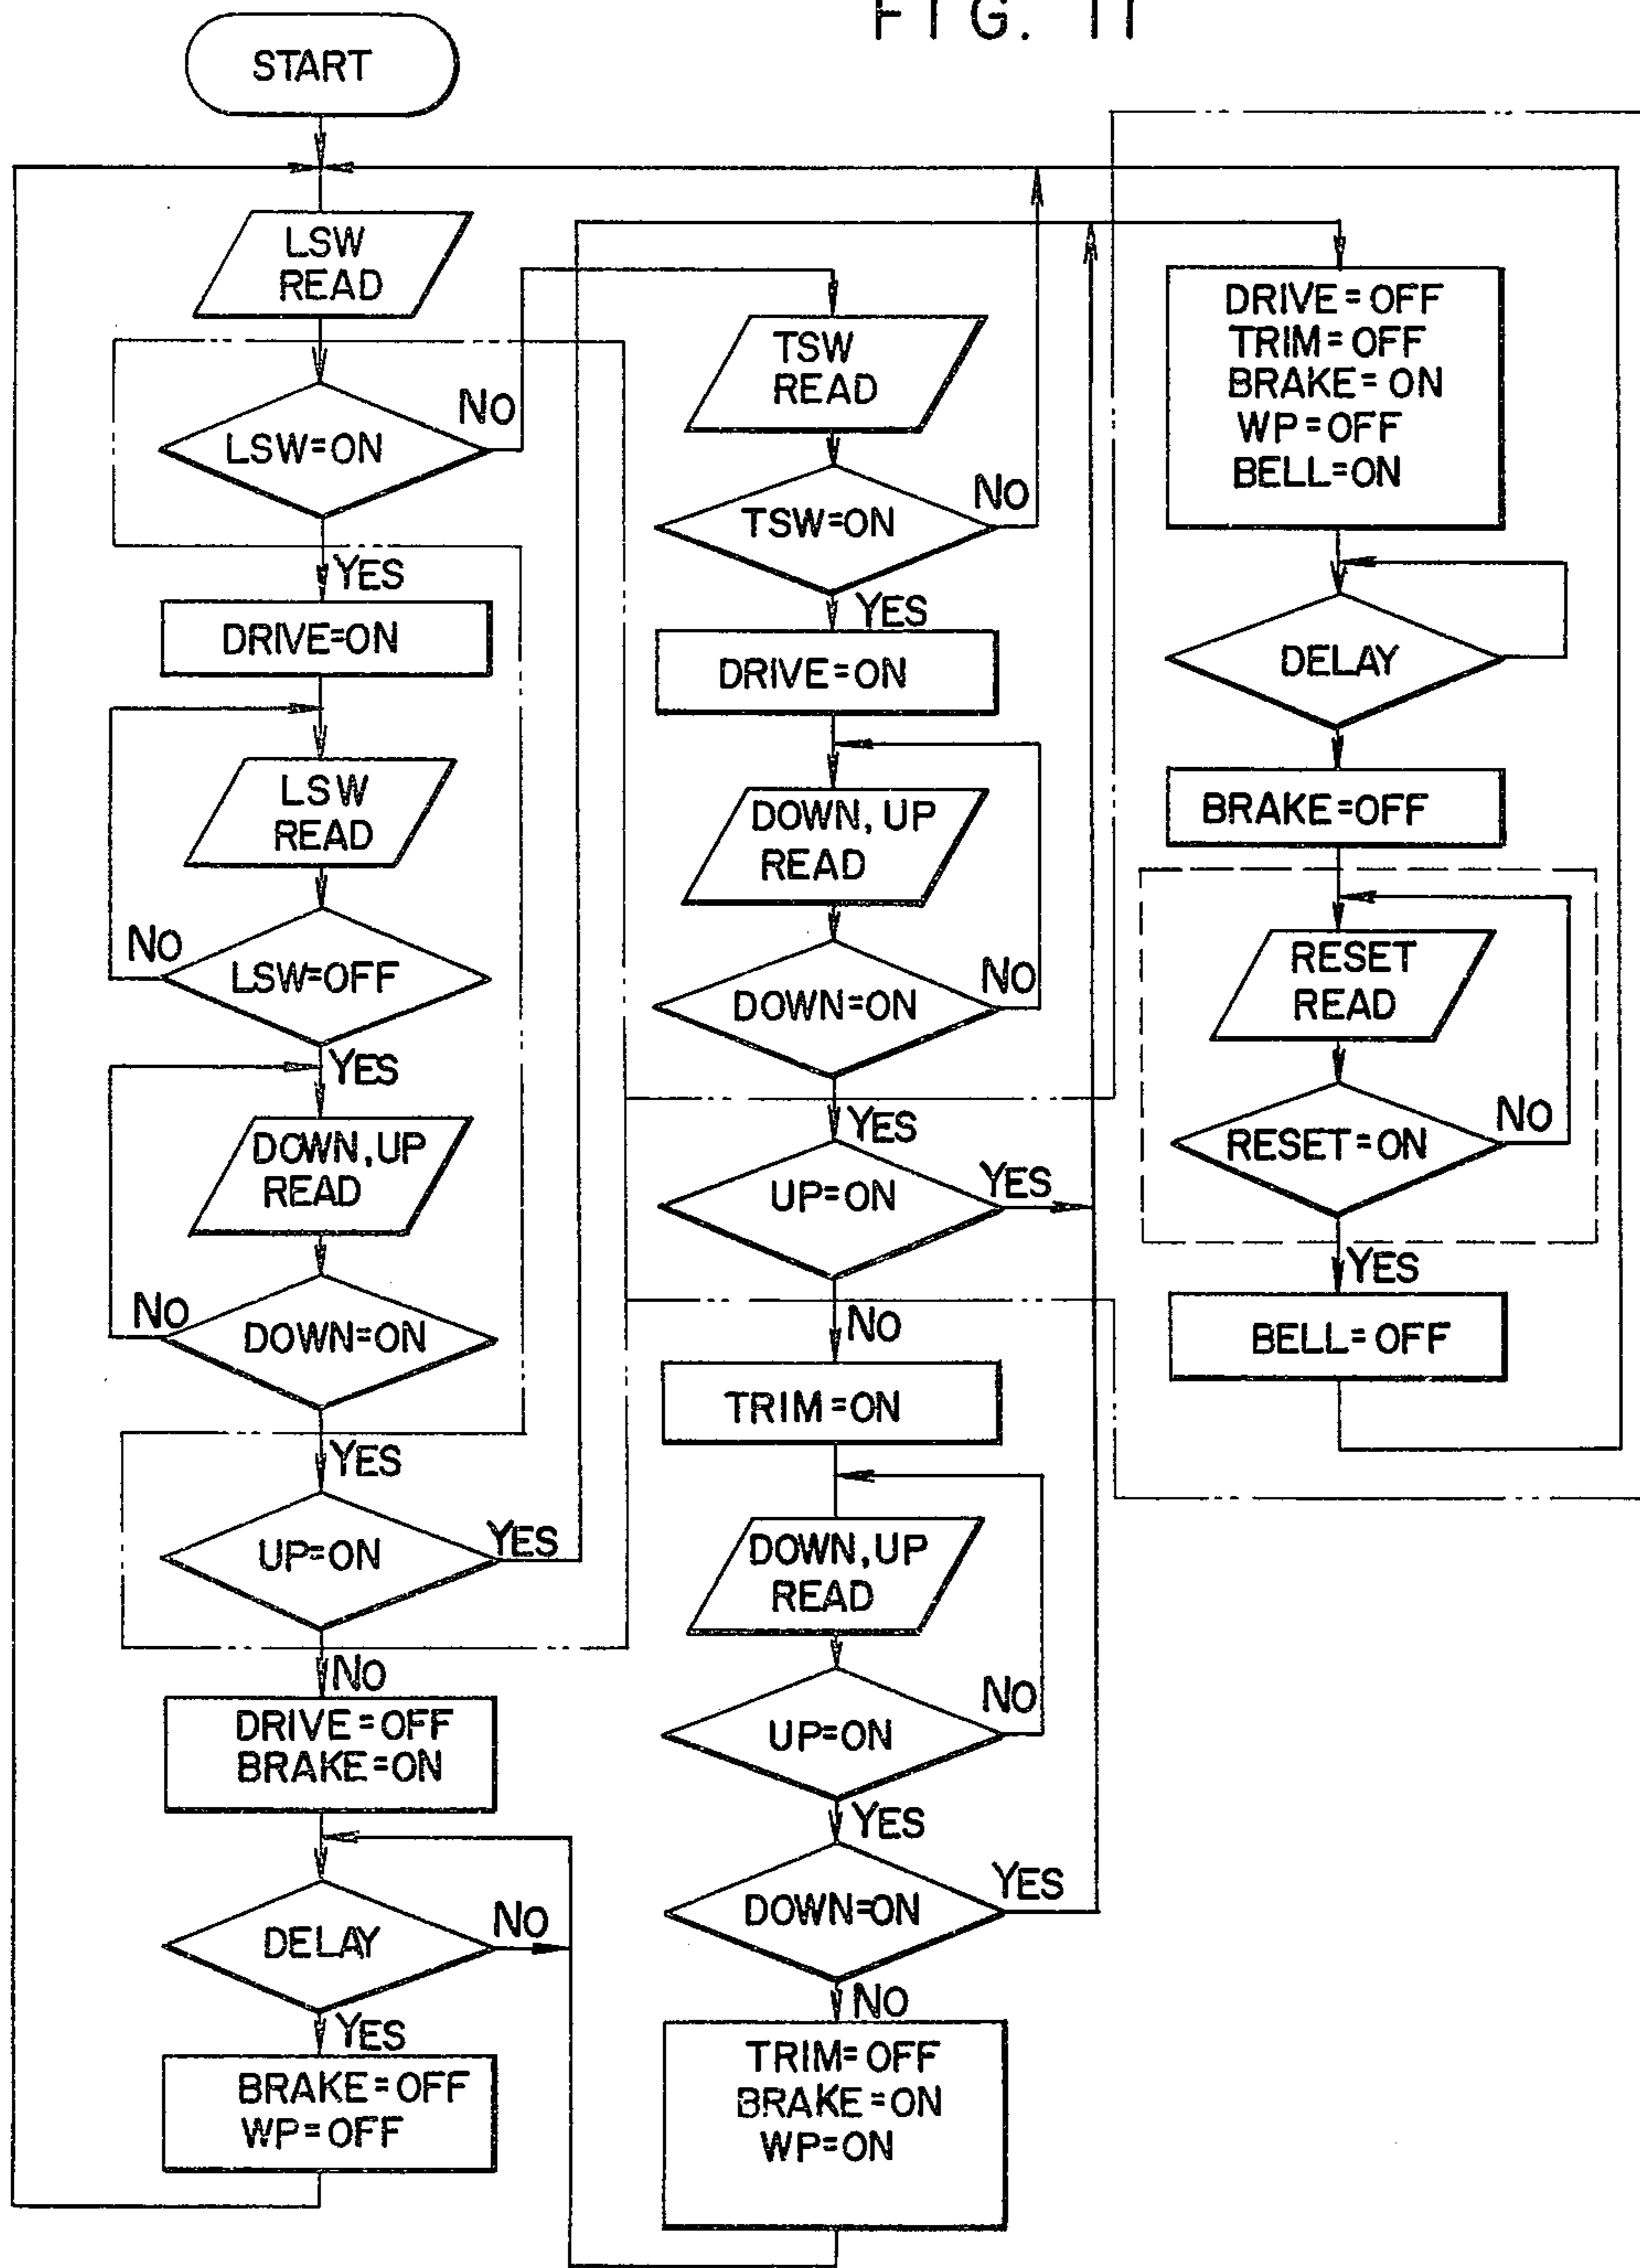 FIG. 11
START
LSW
READ
LSW=ON
NO
YES
DRIVE=ON
LSW
READ
LSW=OFF
NO
YES
DOWN, UP
READ
DOWN=ON
NO
YES
UP=ON
YES
NO
DRIVE=OFF
BRAKE=ON
DELAY
NO
YES
BRAKE=OFF
WP=OFF
TSW
READ
TSW=ON
NO
YES
DRIVE=ON
DOWN, UP
READ
DOWN=ON
NO
YES
UP=ON
YES
NO
TRIM=ON
DOWN, UP
READ
UP=ON
NO
YES
DOWN=ON
YES
NO
TRIM=OFF
BRAKE=ON
WP=ON
DRIVE=OFF
TRIM=OFF
BRAKE=ON
WP=OFF
BELL=ON
DELAY
BRAKE=OFF
RESET
READ
RESET=ON
NO
YES
BELL=OFF